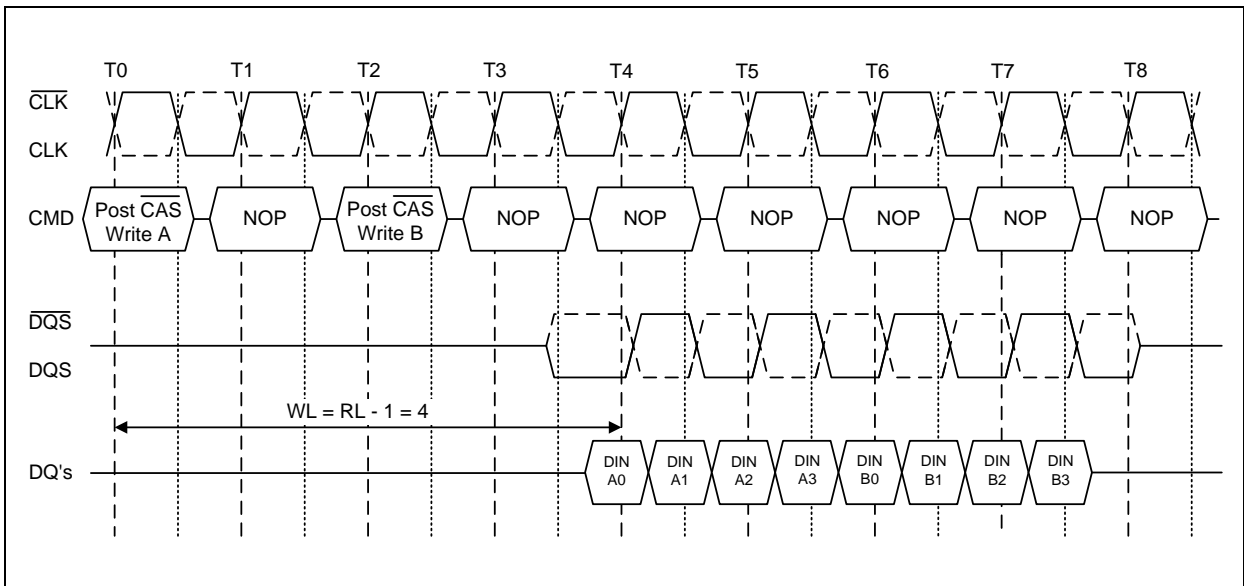 T0 T1 T2 T3 T4 T5 T6 T7 T8
CLK
CLK
CMD
Post CAS
Write A
NOP
Post CAS
Write B
NOP
NOP
NOP
NOP
NOP
NOP
DQS
DQS
WL = RL - 1 = 4
DQ's
DIN
A0
DIN
A1
DIN
A2
DIN
A3
DIN
B0
DIN
B1
DIN
B2
DIN
B3